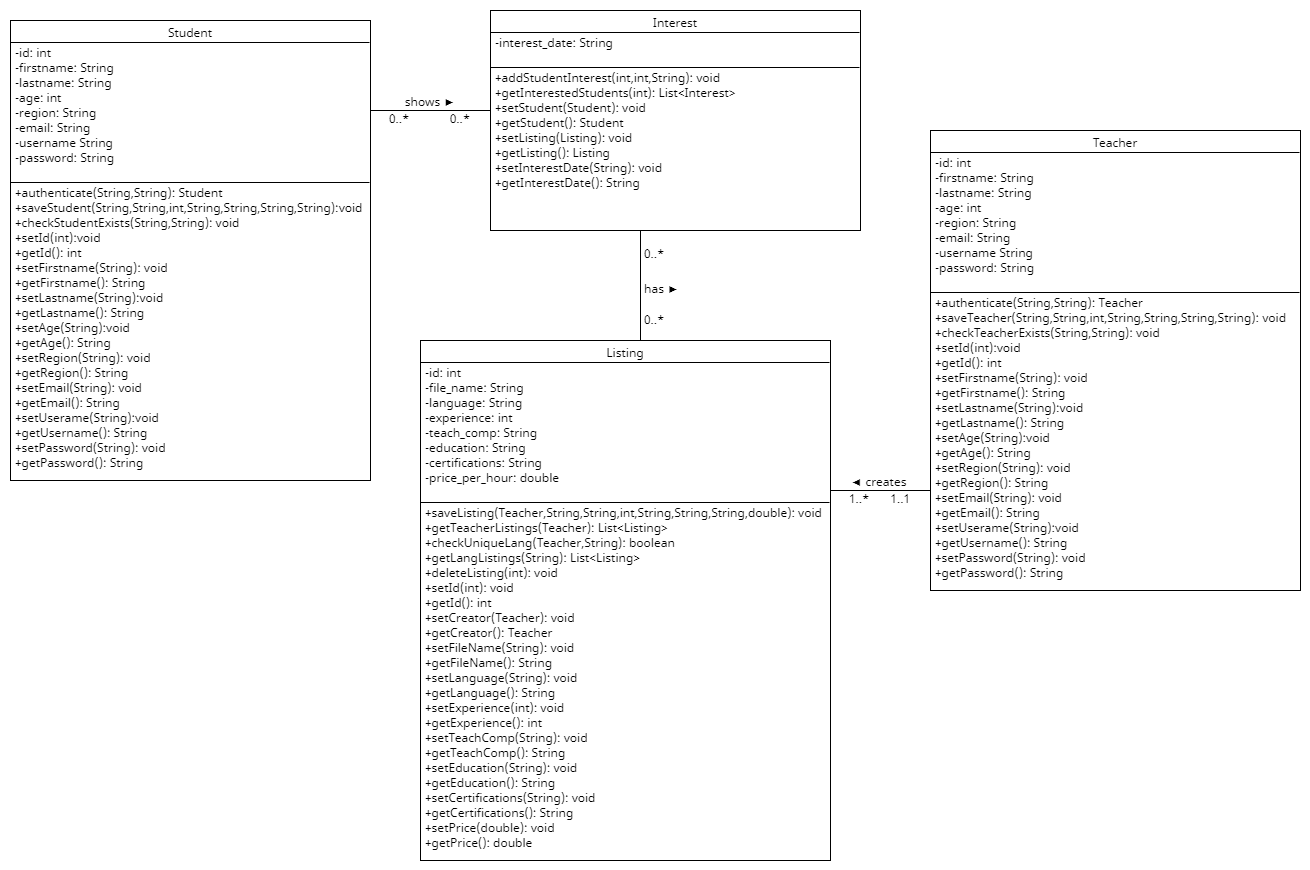 Student
-id: int
-firstname: String
-lastname: String
-age: int
-region: String
-email: String
-username String
-password: String
+authenticate(String,String): Student
+saveStudent(String,String,int,String,String,String,String):void
+checkStudentExists(String,String): void
+setId(int):void
+getId(): int
+setFirstname(String): void
+getFirstname(): String
+setLastname(String):void
+getLastname(): String
+setAge(String):void
+getAge(): String
+setRegion(String): void
+getRegion(): String
+setEmail(String): void
+getEmail(): String
+setUserame(String):void
+getUsername(): String
+setPassword(String): void
+getPassword(): String
shows ►
0..* 0..*
Interest
-interest_date: String
+addStudentInterest(int,int,String): void
+getInterestedStudents(int): List<Interest>
+setStudent(Student): void
+getStudent(): Student
+setListing(Listing): void
+getListing(): Listing
+setInterestDate(String): void
+getInterestDate(): String
0..*
has ►
0..*
Listing
-id: int
-file_name: String
-language: String
-experience: int
-teach_comp: String
-education: String
-certifications: String
-price_per_hour: double
+saveListing(Teacher,String,String,int,String,String,String,double): void
+getTeacherListings(Teacher): List<Listing>
+checkUniqueLang(Teacher,String): boolean
+getLangListings(String): List<Listing>
+deleteListing(int): void
+setId(int): void
+getId(): int
+setCreator(Teacher): void
+getCreator(): Teacher
+setFileName(String): void
+getFileName(): String
+setLanguage(String): void
+getLanguage(): String
+setExperience(int): void
+getExperience(): int
+setTeachComp(String): void
+getTeachComp(): String
+setEducation(String): void
+getEducation(): String
+setCertifications(String): void
+getCertifications(): String
+setPrice(double): void
+getPrice(): double
◄ creates
1..* 1..1
Teacher
-id: int
-firstname: String
-lastname: String
-age: int
-region: String
-email: String
-username String
-password: String
+authenticate(String,String): Teacher
+saveTeacher(String,String,int,String,String,String,String): void
+checkTeacherExists(String,String): void
+setId(int):void
+getId(): int
+setFirstname(String): void
+getFirstname(): String
+setLastname(String):void
+getLastname(): String
+setAge(String):void
+getAge(): String
+setRegion(String): void
+getRegion(): String
+setEmail(String): void
+getEmail(): String
+setUserame(String):void
+getUsername(): String
+setPassword(String): void
+getPassword(): String